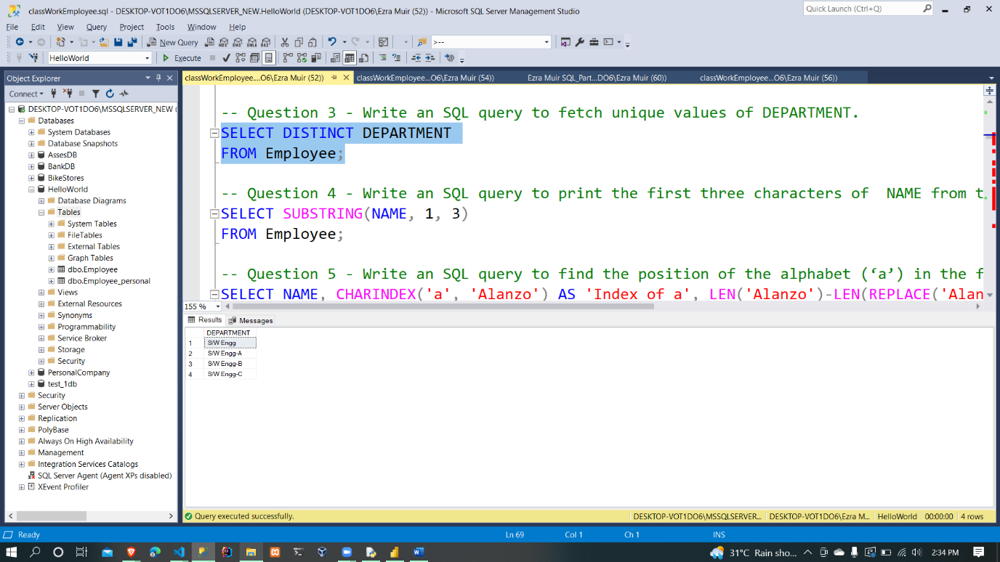 classWorkEmployee.sql - DESKTOP-VOT1DO6\MSSQLSERVER_NEW.HelloWorld (DESKTOP-VOT1DO6\Ezra Muir (52)) - Microsoft SQL Server Management Studio
Quick Launch (Ctrl+Q)
File Edit View Query Project Tools Window Help
New Query
>--
HelloWorld
Execute
Object Explorer
Connect
DESKTOP-VOT1DO6\MSSQLSERVER_NEW (
Databases
System Databases
Database Snapshots
AssesDB
BankDB
BikeStores
HelloWorld
Database Diagrams
Tables
System Tables
FileTables
External Tables
Graph Tables
dbo.Employee
dbo.Employee_personal
Views
External Resources
Synonyms
Programmability
Service Broker
Storage
Security
PersonalCompany
test_1db
Security
Server Objects
Replication
PolyBase
Always On High Availability
Management
Integration Services Catalogs
SQL Server Agent (Agent XPs disabled)
XEvent Profiler
classWorkEmployee....O6\Ezra Muir (52)) classWorkEmployee...O6\Ezra Muir (54)) Ezra Muir SQL_Part...DO6\Ezra Muir (60)) classWorkEmployee...O6\Ezra Muir (56))
-- Question 3 - Write an SQL query to fetch unique values of DEPARTMENT.
SELECT DISTINCT DEPARTMENT
FROM Employee;
-- Question 4 - Write an SQL query to print the first three characters of  NAME from t
SELECT SUBSTRING(NAME, 1, 3)
FROM Employee;
-- Question 5 - Write an SQL query to find the position of the alphabet (‘a’) in the f
SELECT NAME, CHARINDEX('a', 'Alanzo') AS 'Index of a', LEN('Alanzo')-LEN(REPLACE('Alan
155 %
Results Messages
DEPARTMENT
1 S/W Engg
2 S/W Engg-A
3 S/W Engg-B
4 S/W Engg-C
Query executed successfully. DESKTOP-VOT1DO6\MSSQLSERVER... DESKTOP-VOT1DO6\Ezra M... HelloWorld 00:00:00 4 rows
Ready Ln 69 Col 1 Ch 1 INS
31°C Rain sho... 2:34 PM